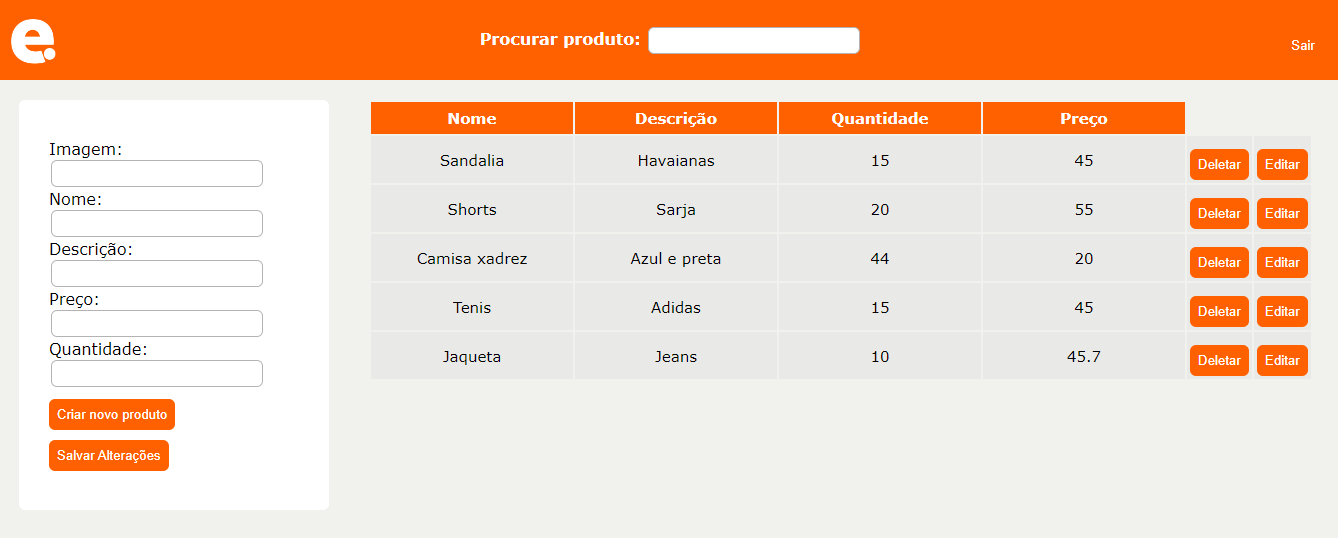 e.
Procurar produto:
Sair
Imagem:
Nome:
Descrição:
Preço:
Quantidade:
Criar novo produto
Salvar Alterações
Nome Descrição Quantidade Preço
Sandalia Havaianas 15 45 Deletar Editar
Shorts Sarja 20 55 Deletar Editar
Camisa xadrez Azul e preta 44 20 Deletar Editar
Tenis Adidas 15 45 Deletar Editar
Jaqueta Jeans 10 45.7 Deletar Editar